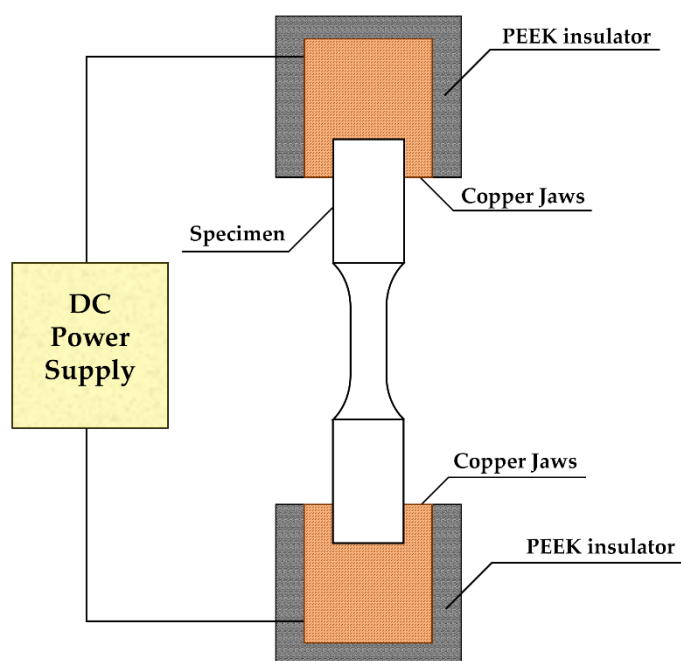 PEEK insulator
Copper Jaws
Specimen
DC
Power
Supply
Copper Jaws
PEEK insulator